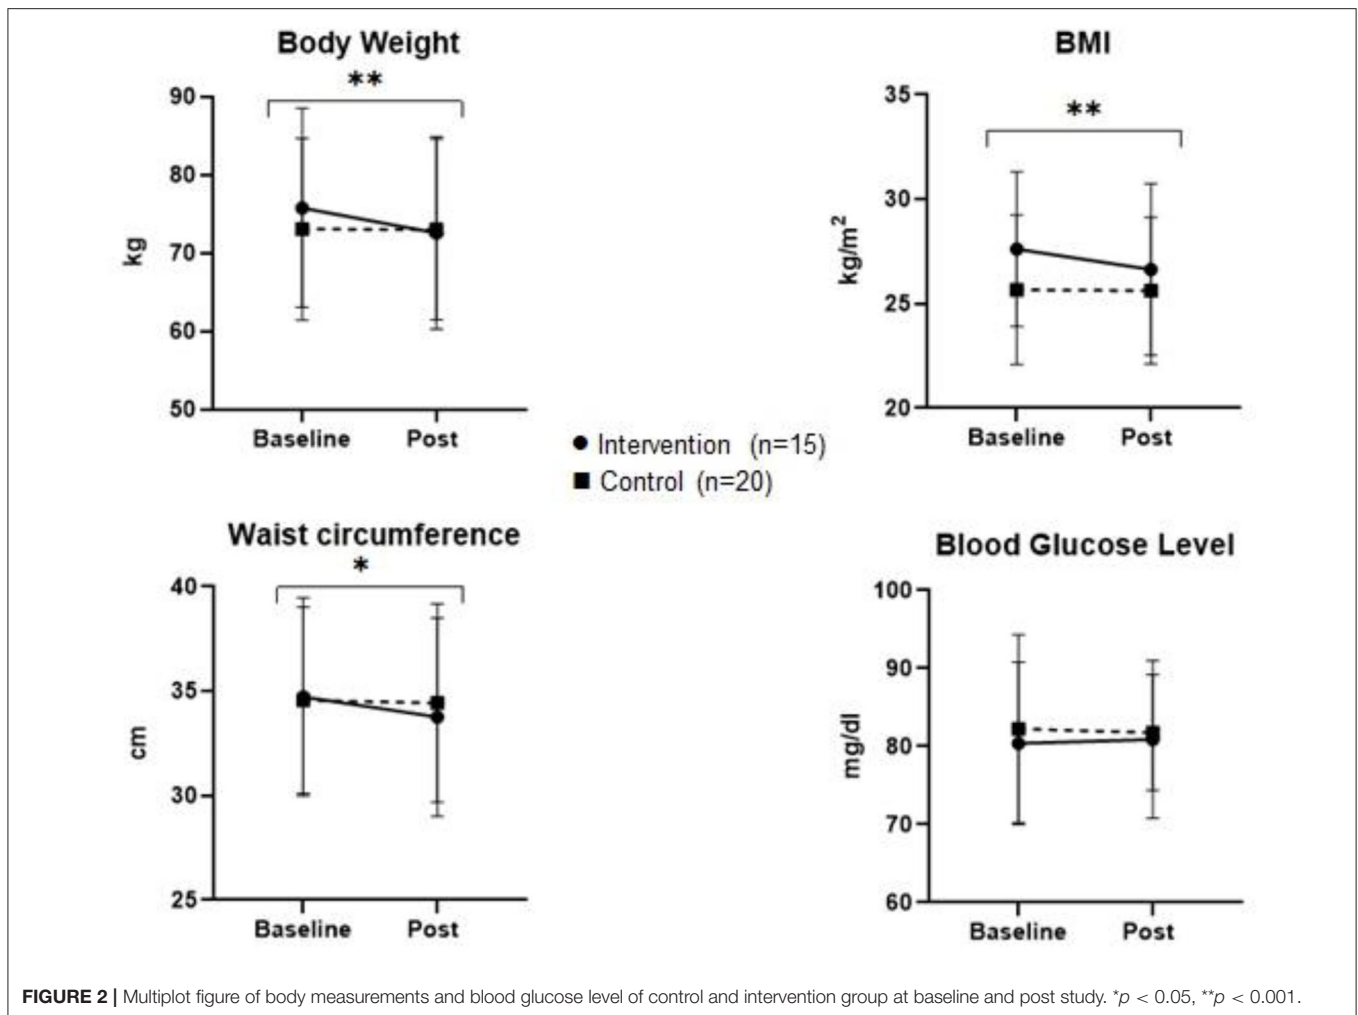 Body Weight
**
90
80
70
60
50
kg
Baseline Post
BMI
**
35
30
25
20
kg/m²
Baseline Post
● Intervention (n=15)
■ Control (n=20)
Waist circumference
*
40
35
30
25
cm
Baseline Post
Blood Glucose Level
100
90
80
70
60
mg/dl
Baseline Post
FIGURE 2 | Multiplot figure of body measurements and blood glucose level of control and intervention group at baseline and post study. *p < 0.05, **p < 0.001.